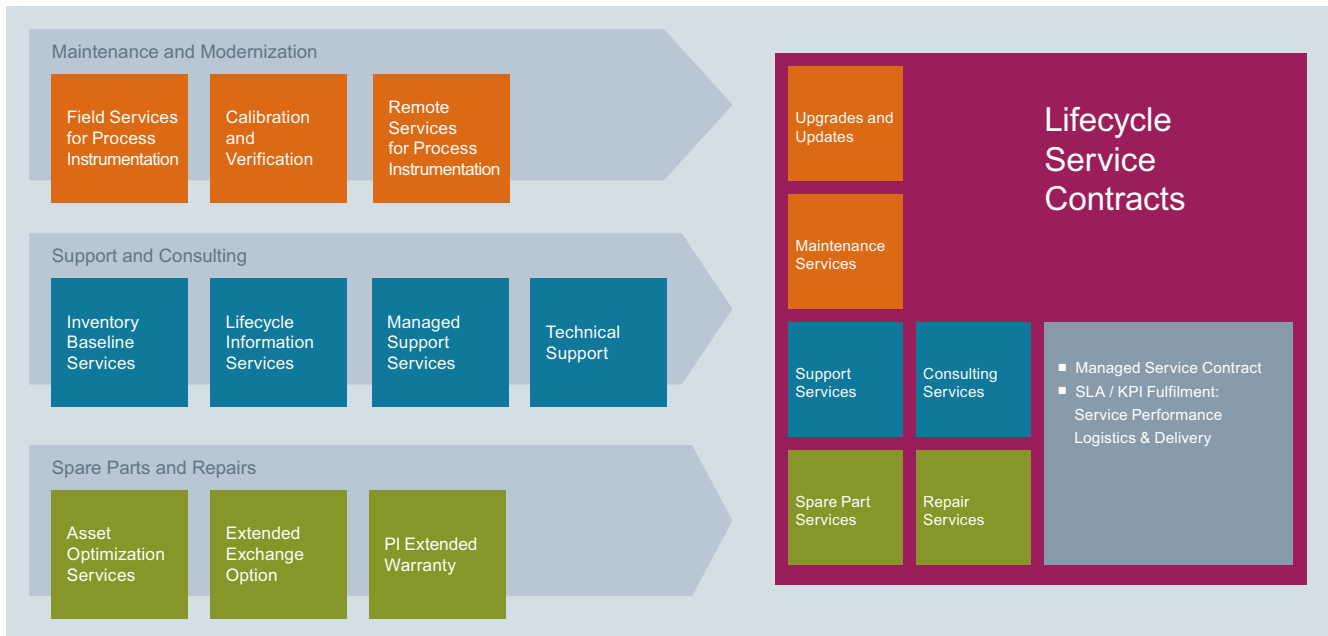 Maintenance and Modernization
Field Services
for Process
Instrumentation
Calibration
and
Verification
Remote
Services
for Process
Instrumentation
Support and Consulting
Inventory
Baseline
Services
Lifecycle
Information
Services
Managed
Support
Services
Technical
Support
Spare Parts and Repairs
Asset
Optimization
Services
Extended
Exchange
Option
PI Extended
Warranty
Lifecycle
Service
Contracts
Upgrades and
Updates
Maintenance
Services
Support
Services
Consulting
Services
Spare Part
Services
Repair
Services
■ Managed Service Contract
■ SLA / KPI Fulfilment:
Service Performance
Logistics & Delivery